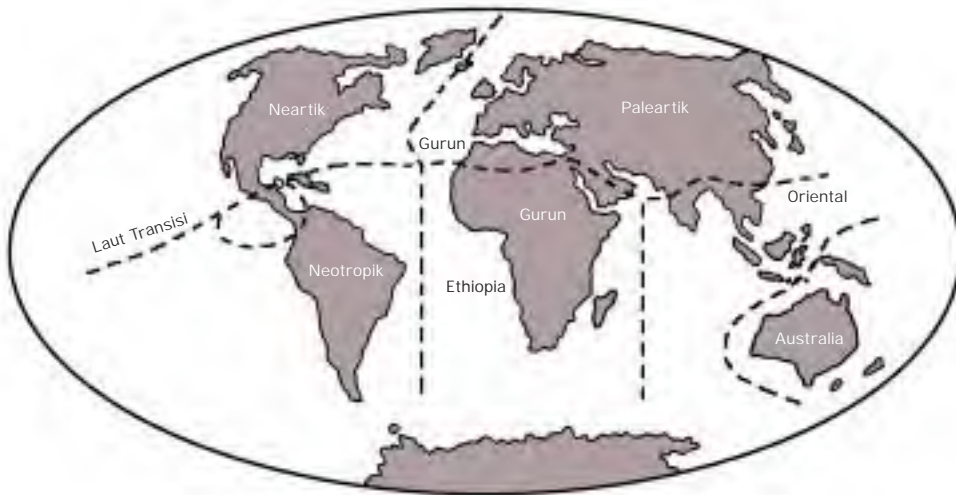 Neartik
Paleartik
Gurun
Oriental
Gurun
Laut Transisi
Neotropik
Ethiopia
Australia